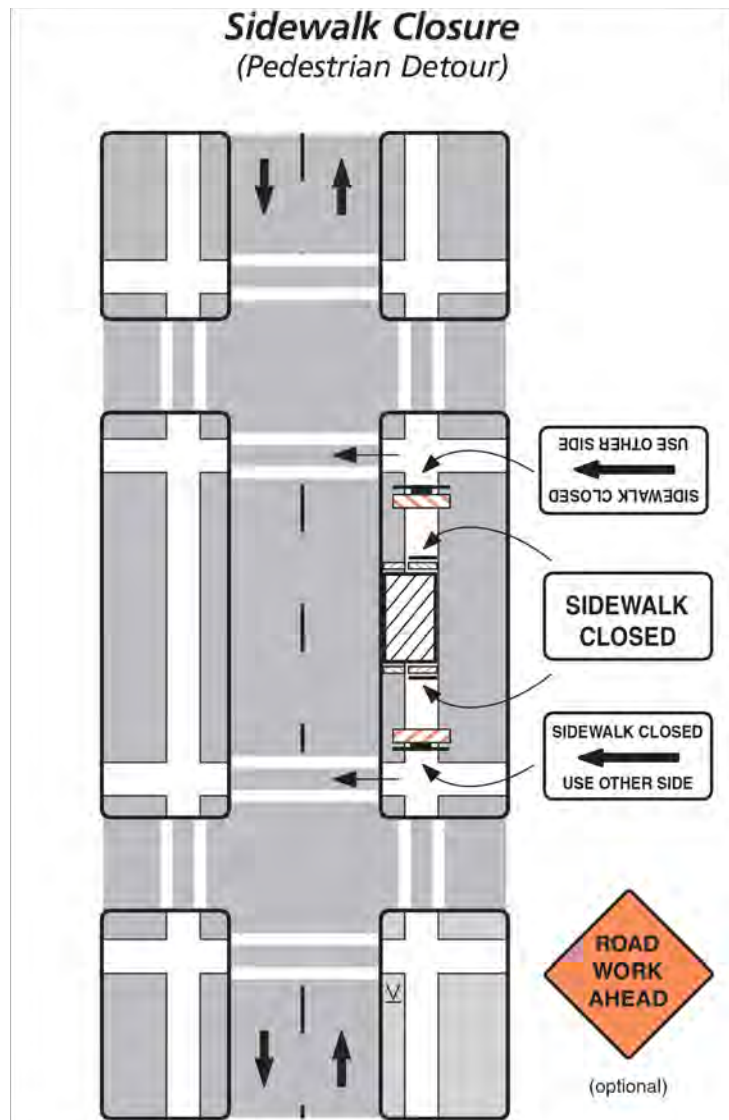 Sidewalk Closure
(Pedestrian Detour)
USE OTHER SIDE
SIDEWALK CLOSED
SIDEWALK
CLOSED
SIDEWALK CLOSED
USE OTHER SIDE
ROAD
WORK
AHEAD
(optional)